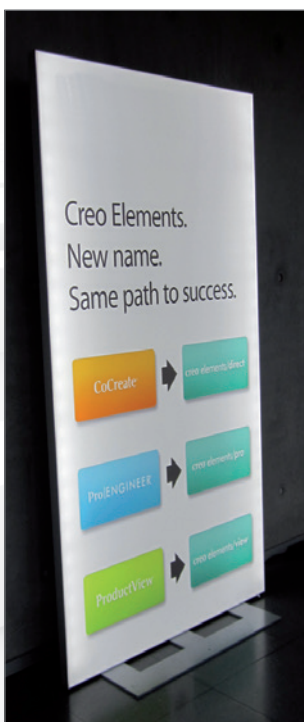 Creo Elements.
New name.
Same path to success.
CoCreate
creo elements/direct
Pro|ENGINEER
creo elements/pro
ProductView
creo elements/view